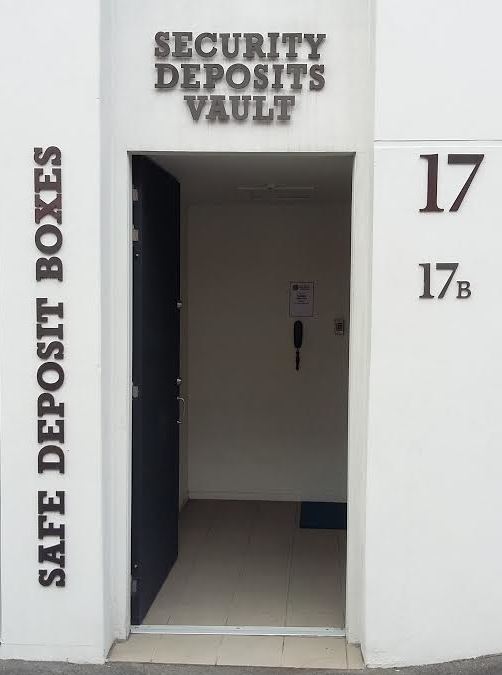 SECURITY
DEPOSITS
VAULT
SAFE DEPOSIT BOXES
17
17B